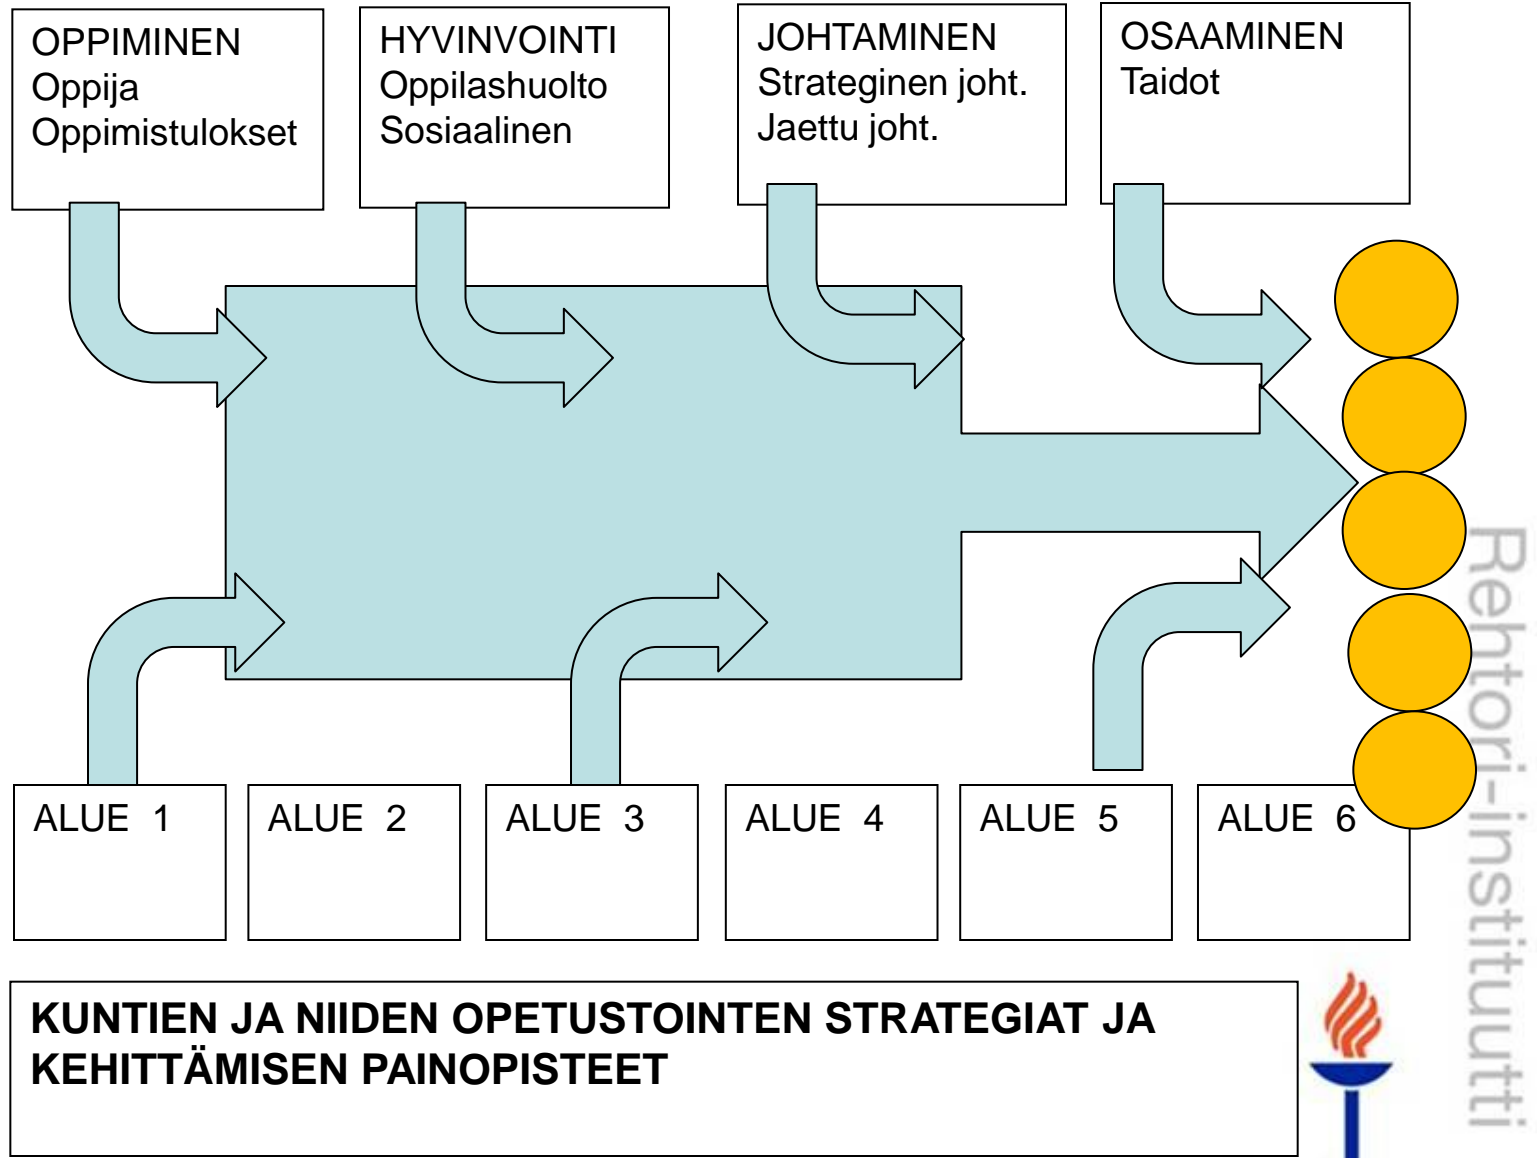 OPPIMINEN
Oppija
Oppimistulokset
HYVINVOINTI
Oppilashuolto
Sosiaalinen
JOHTAMINEN
Strateginen joht.
Jaettu joht.
OSAAMINEN
Taidot
ALUE 1
ALUE 2
ALUE 3
ALUE 4
ALUE 5
ALUE 6
KUNTIEN JA NIIDEN OPETUSTOINTEN STRATEGIAT JA
KEHITTÄMISEN PAINOPISTEET
Rehtori-instituutti